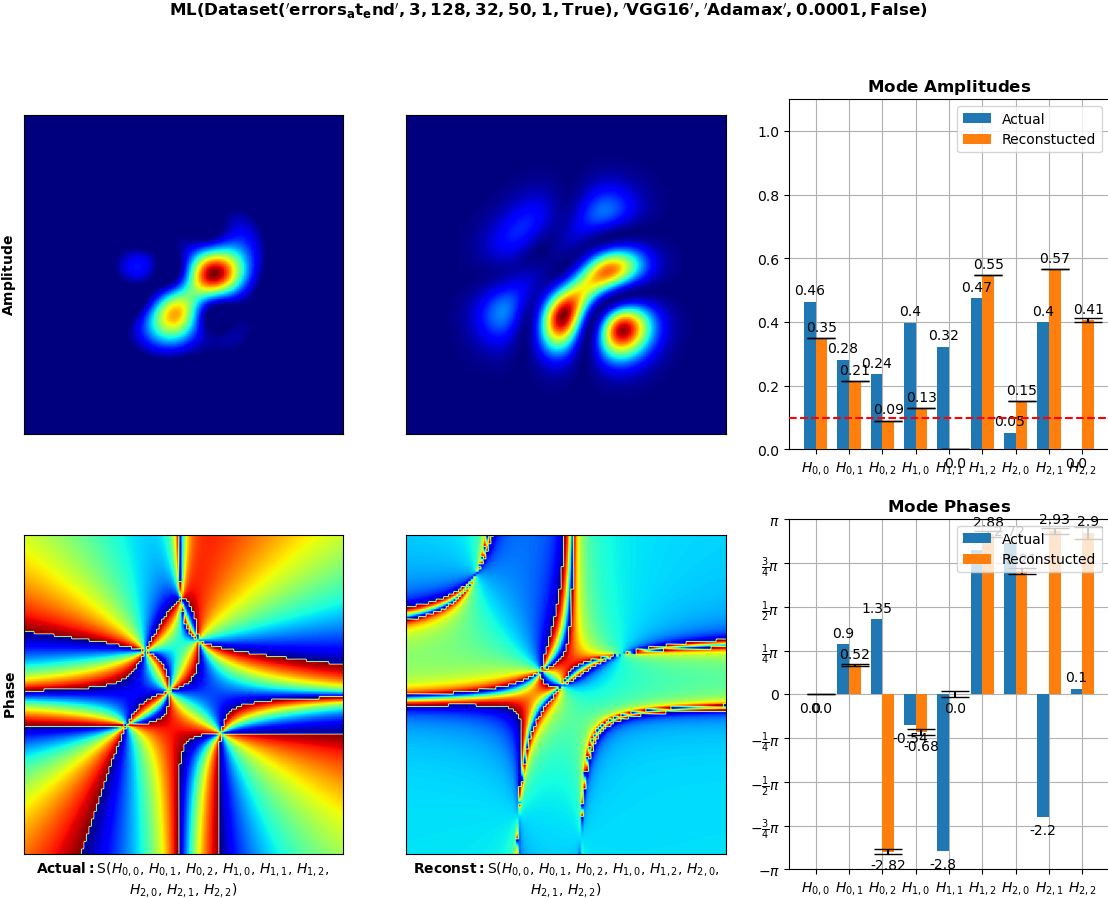 ML(Dataset('errors_at_end', 3, 128, 32, 50, 1, True), 'VGG16', 'Adamax', 0.0001, False)
Amplitude
Mode Amplitudes
Actual
Reconstucted
1.0
0.8
0.6
0.4
0.2
0.0
0.46
0.35
0.28
0.21
0.24
0.09
0.4
0.13
0.32
0.0
0.47
0.55
0.05
0.15
0.4
0.57
0.0
0.41
H0,0 H0,1 H0,2 H1,0 H1,1 H1,2 H2,0 H2,1 H2,2
Phase
Actual: S(H0,0, H0,1, H0,2, H1,0, H1,1, H1,2,
H2,0, H2,1, H2,2)
Reconst: S(H0,0, H0,1, H0,2, H1,0, H1,2, H2,0,
H2,1, H2,2)
Mode Phases
Actual
Reconstucted
π
3/4π
1/2π
1/4π
0
−1/4π
−1/2π
−3/4π
−π
0.0
0.0
0.9
0.52
1.35
-2.82
-0.54
-0.68
-2.8
0.0
2.88
-2.2
2.93
0.1
2.9
H0,0 H0,1 H0,2 H1,0 H1,1 H1,2 H2,0 H2,1 H2,2